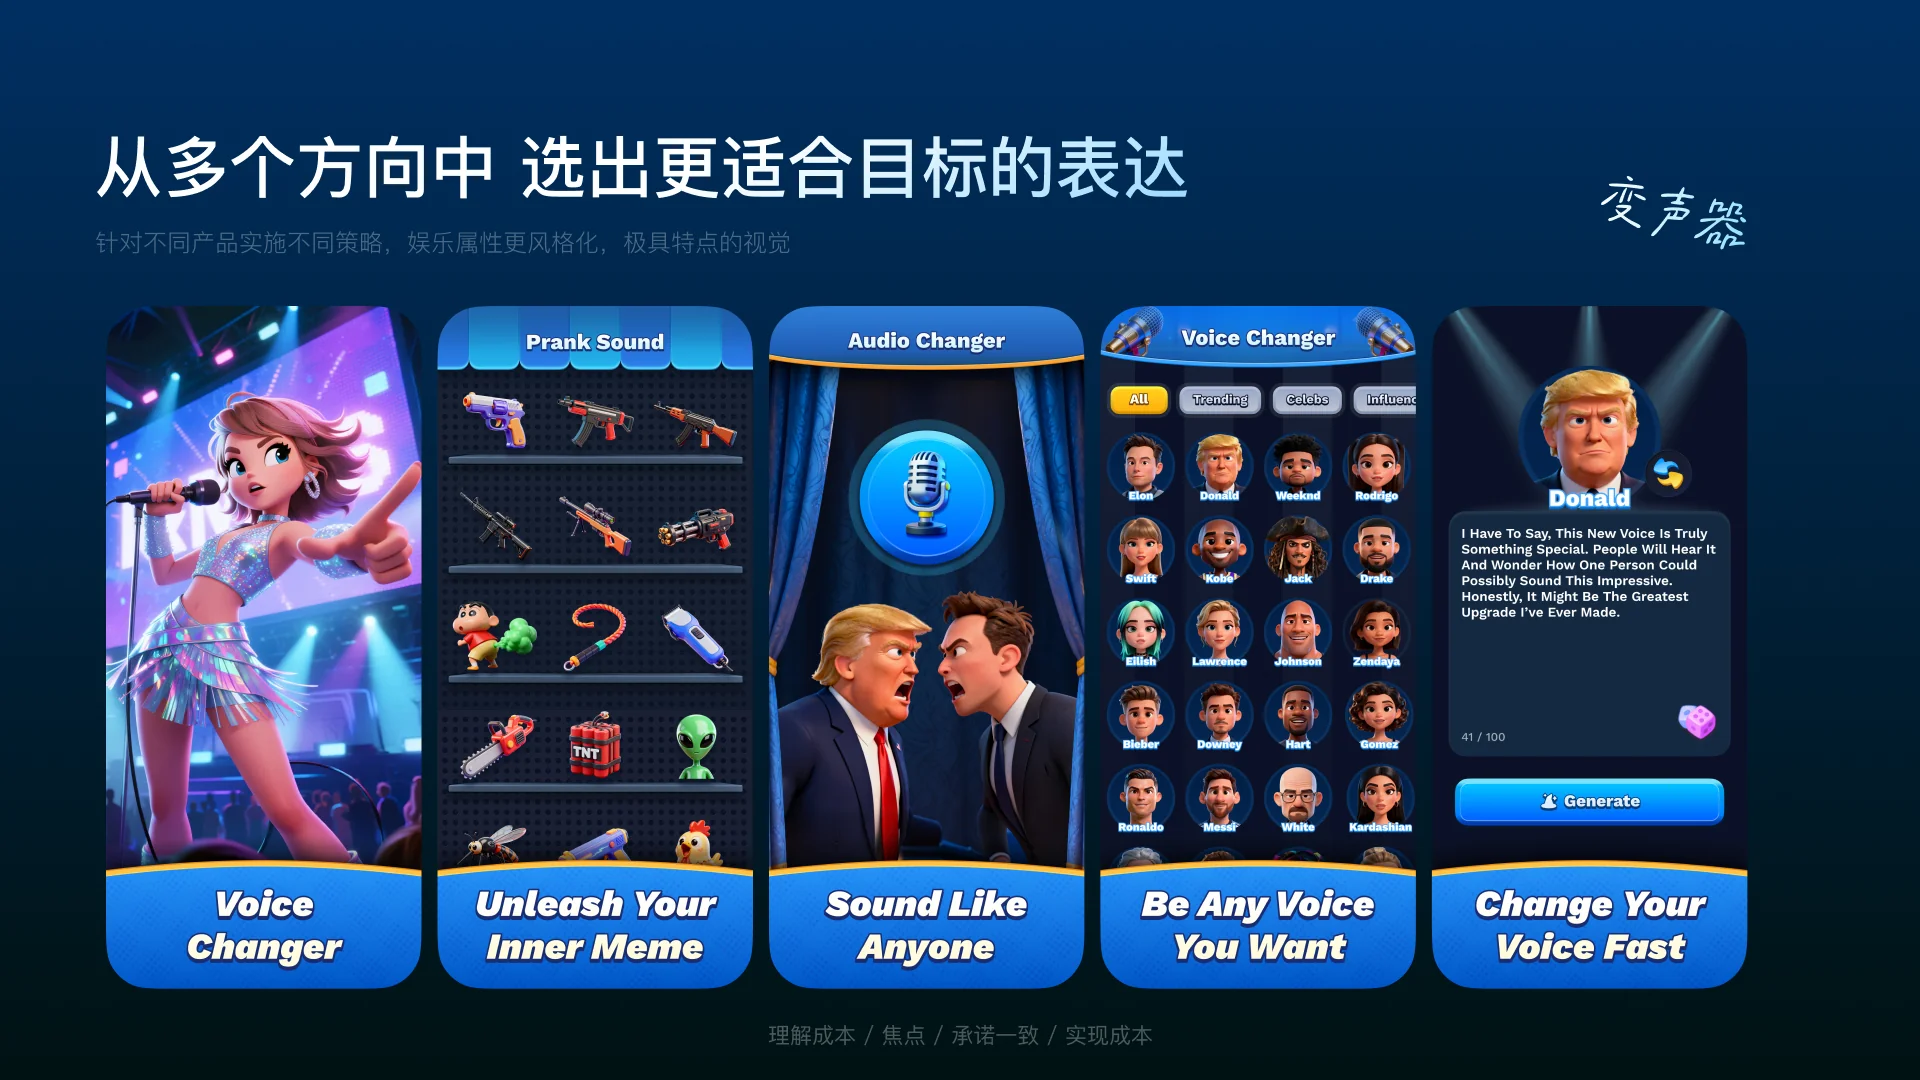 从多个方向中 选出更适合目标的表达
针对不同产品实施不同策略，娱乐属性更风格化，极具特点的视觉
变声器
Voice
Changer
Prank Sound
TNT
Unleash Your
Inner Meme
Audio Changer
Sound Like
Anyone
Voice Changer
All Trending Celebs Influenc
Elon Donald Weeknd Rodrigo
Swift Kobe Jack Drake
Eilish Lawrence Johnson Zendaya
Bieber Downey Hart Gomez
Ronaldo Messi White Kardashian
Be Any Voice
You Want
Donald
I Have To Say, This New Voice Is Truly
Something Special. People Will Hear It
And Wonder How One Person Could
Possibly Sound This Impressive.
Honestly, It Might Be The Greatest
Upgrade I've Ever Made.
41 / 100
Generate
Change Your
Voice Fast
理解成本 / 焦点 / 承诺一致 / 实现成本